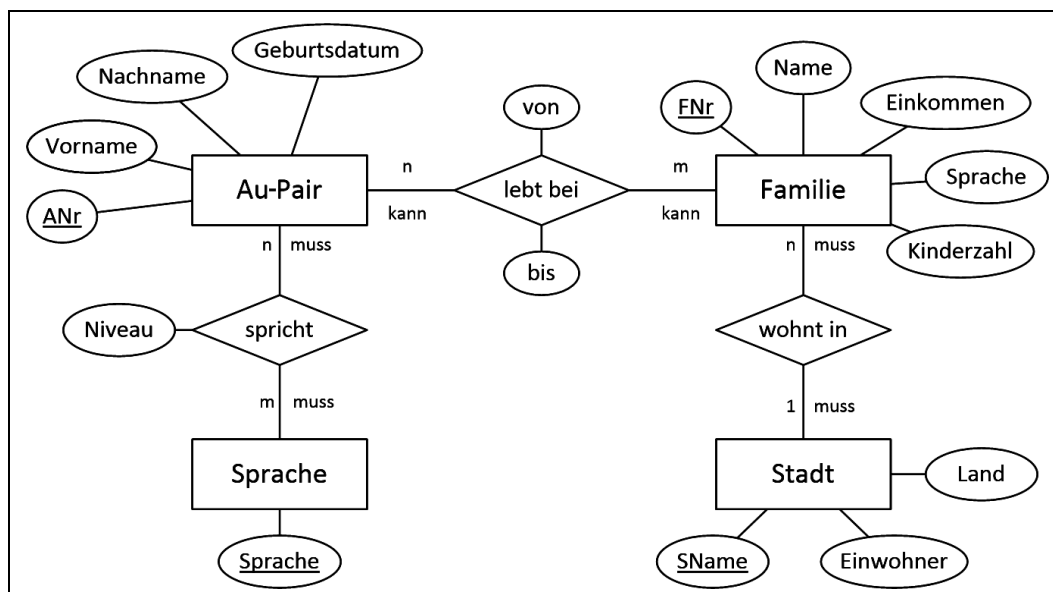 Geburtsdatum
Nachname
Vorname
ANr
Au-Pair
n
kann
von
lebt bei
bis
m
kann
FNr
Name
Einkommen
Sprache
Kinderzahl
Familie
n muss
Niveau
spricht
m muss
Sprache
Sprache
n muss
wohnt in
1 muss
Stadt
Land
SName
Einwohner